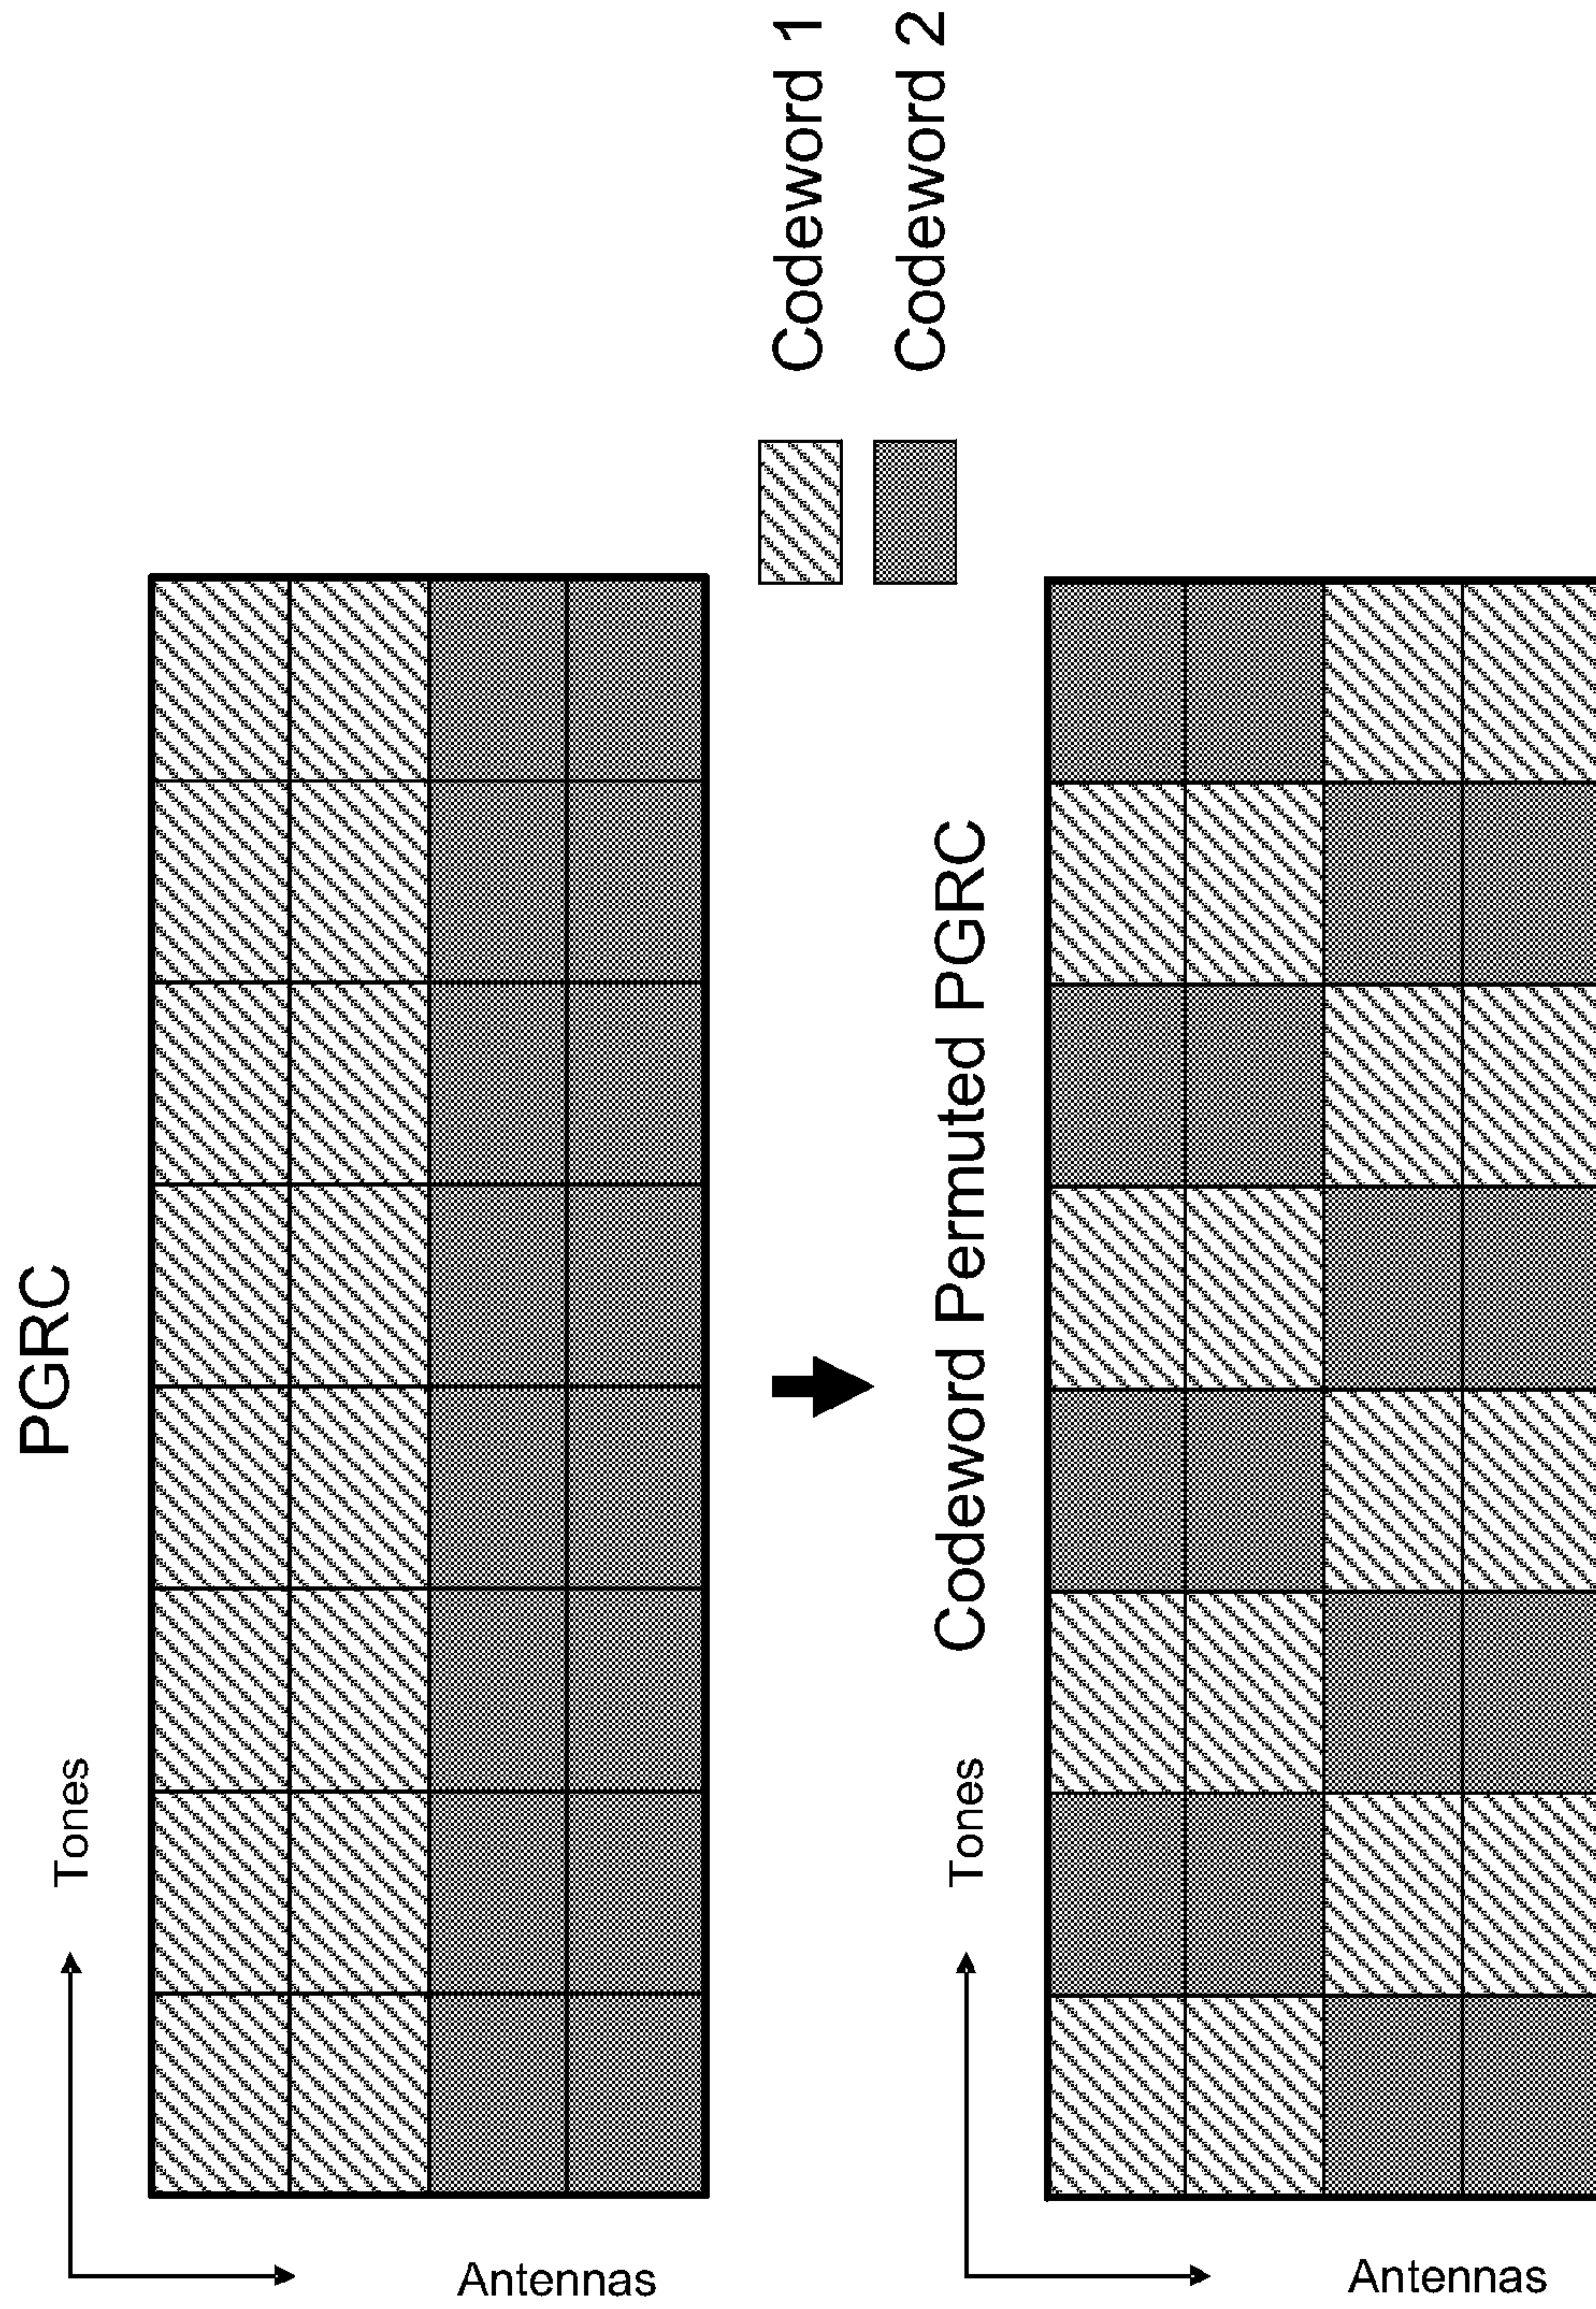 PGRC
Tones
Antennas
Codeword 1
Codeword 2
Codeword Permuted PGRC
Tones
Antennas